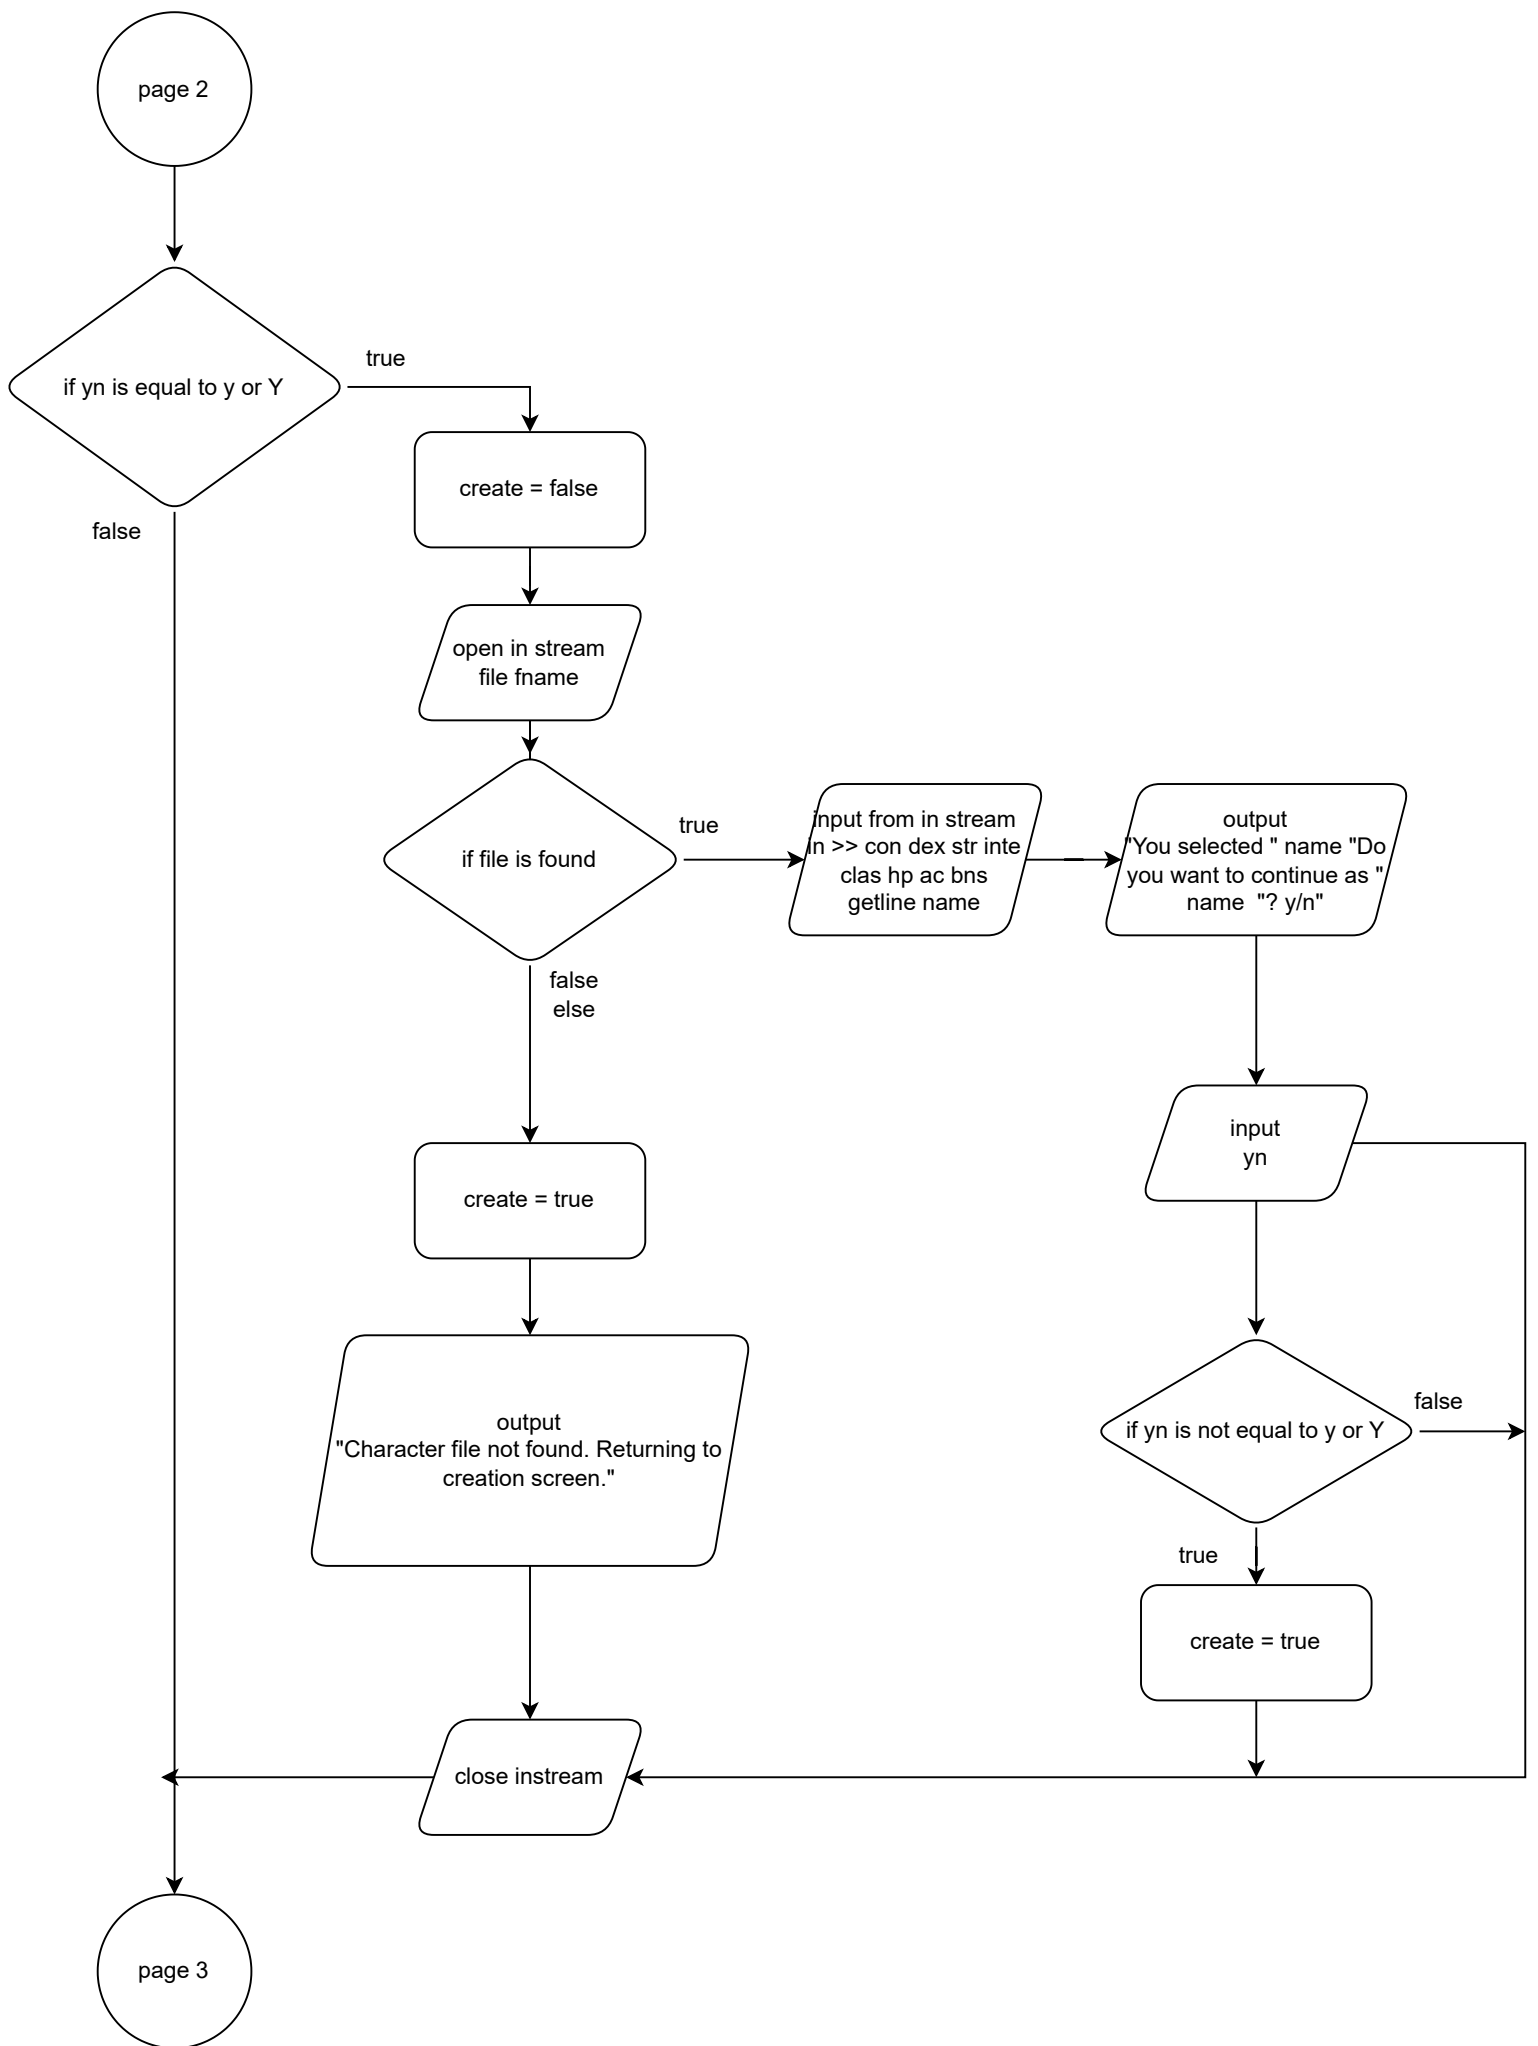 page 2
if yn is equal to y or Y
true
false
create = false
open in stream
file fname
if file is found
true
false
else
input from in stream
in >> con dex str inte
clas hp ac bns
getline name
output
"You selected " name "Do
you want to continue as "
name  "? y/n"
input
yn
if yn is not equal to y or Y
false
true
create = true
create = true
output
"Character file not found. Returning to
creation screen."
close instream
page 3